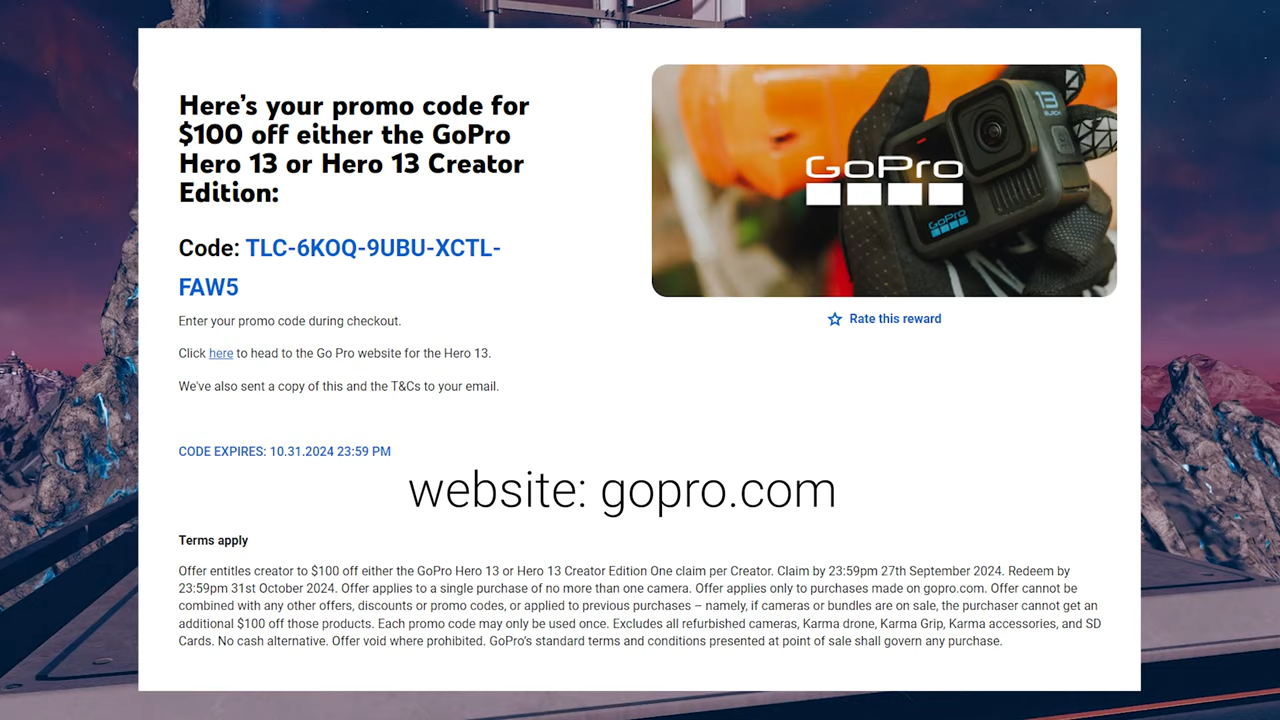 Here's your promo code for
$100 off either the GoPro
Hero 13 or Hero 13 Creator
Edition:
Code: TLC-6KOQ-9UBU-XCTL-
FAW5
Enter your promo code during checkout.
Click here to head to the Go Pro website for the Hero 13.
We've also sent a copy of this and the T&Cs to your email.
CODE EXPIRES: 10.31.2024 23:59 PM
13
BLACK
GoPro
GoPro
Rate this reward
website: gopro.com
Terms apply
Offer entitles creator to $100 off either the GoPro Hero 13 or Hero 13 Creator Edition One claim per Creator. Claim by 23:59pm 27th September 2024. Redeem by
23:59pm 31st October 2024. Offer applies to a single purchase of no more than one camera. Offer applies only to purchases made on gopro.com. Offer cannot be
combined with any other offers, discounts or promo codes, or applied to previous purchases – namely, if cameras or bundles are on sale, the purchaser cannot get an
additional $100 off those products. Each promo code may only be used once. Excludes all refurbished cameras, Karma drone, Karma Grip, Karma accessories, and SD
Cards. No cash alternative. Offer void where prohibited. GoPro's standard terms and conditions presented at point of sale shall govern any purchase.